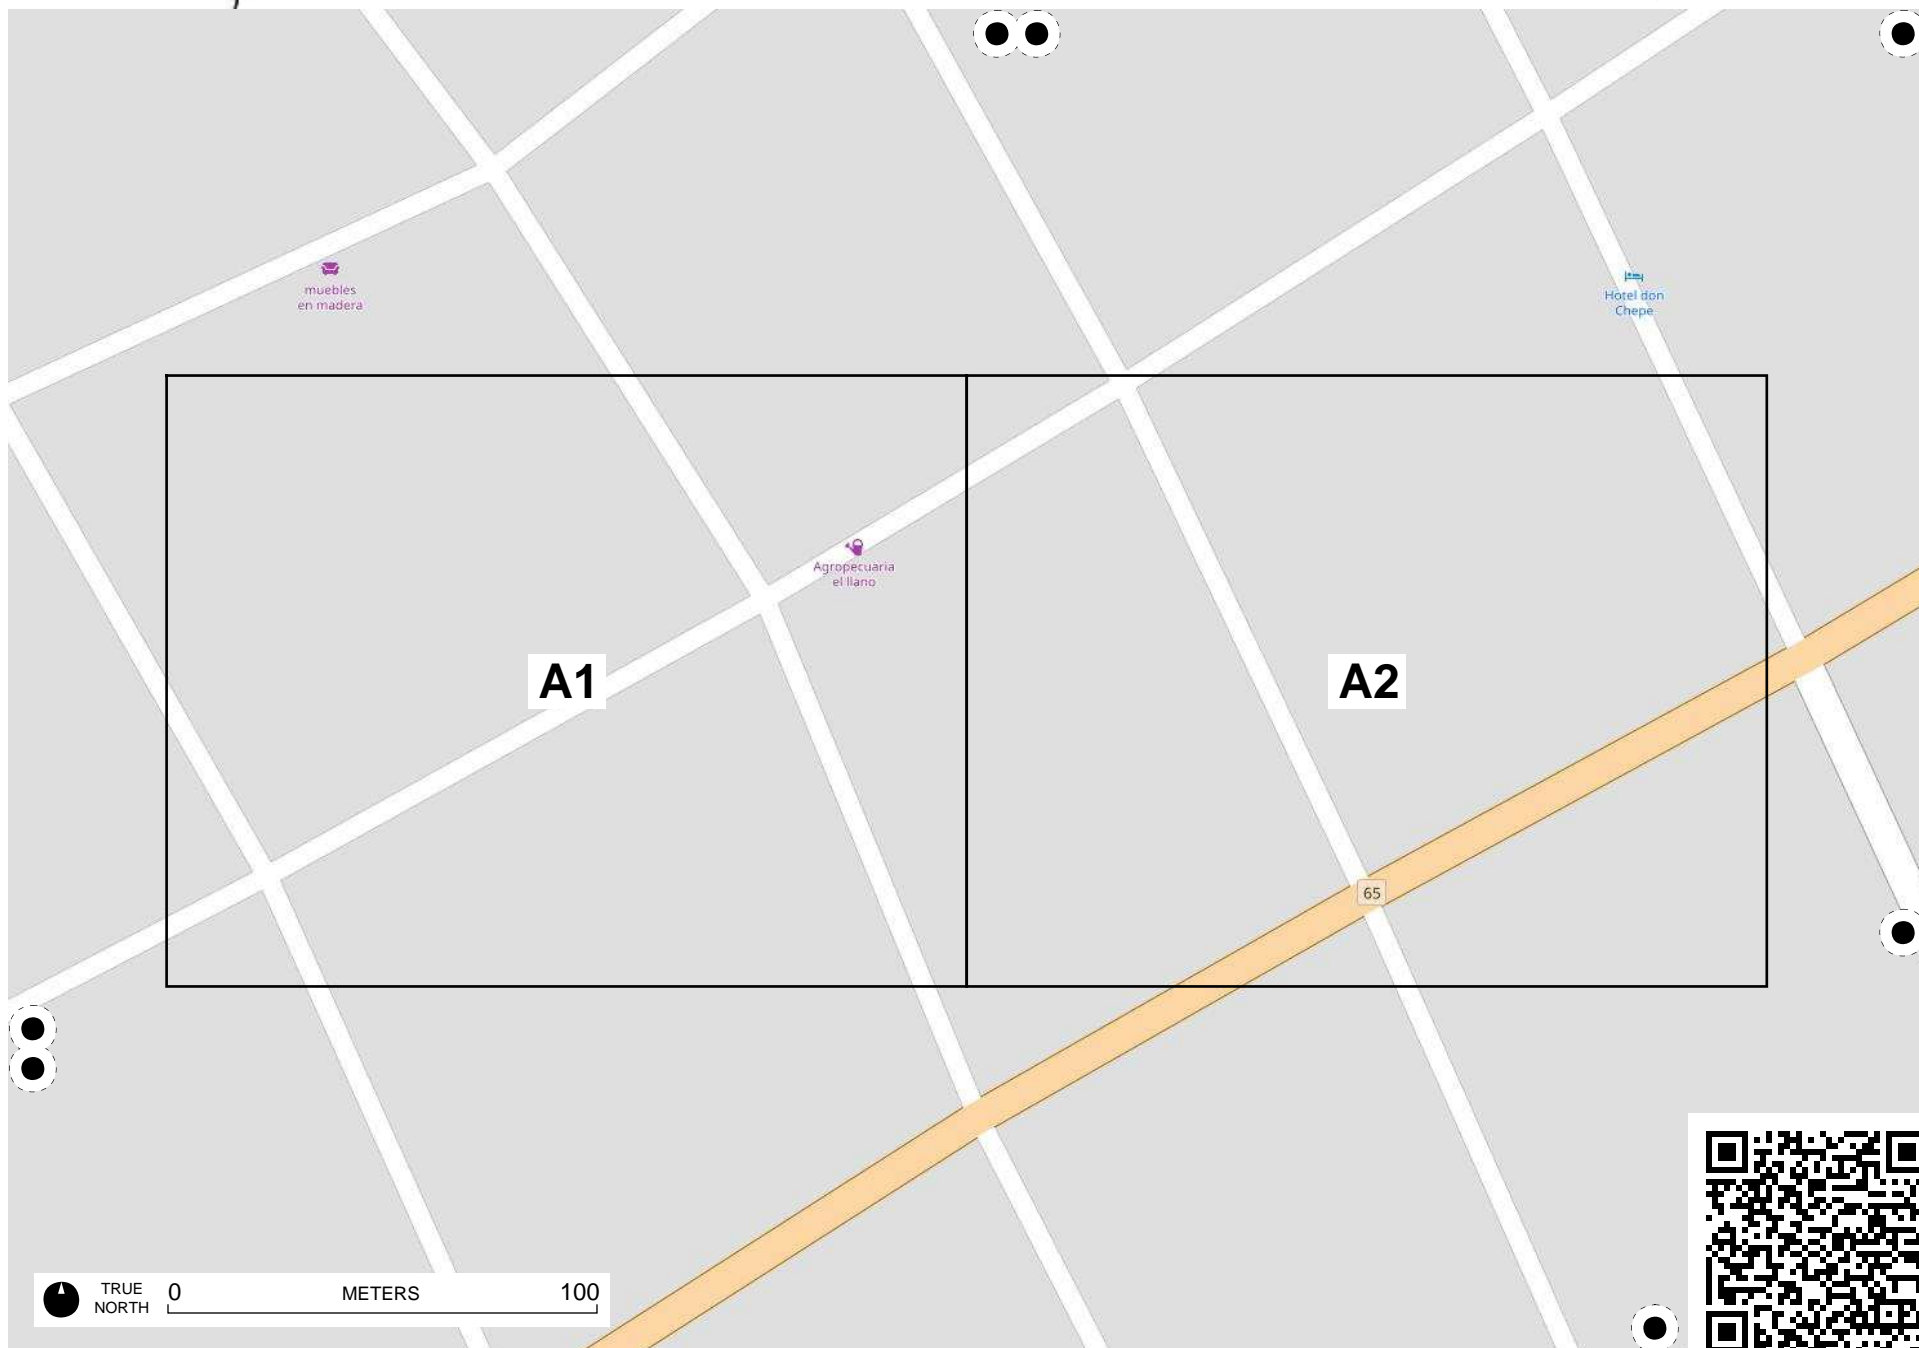 muebles
en madera
Hotel don
Chepe
Agropecuaria
el llano
A1
A2
65
TRUE
NORTH
0 METERS 100